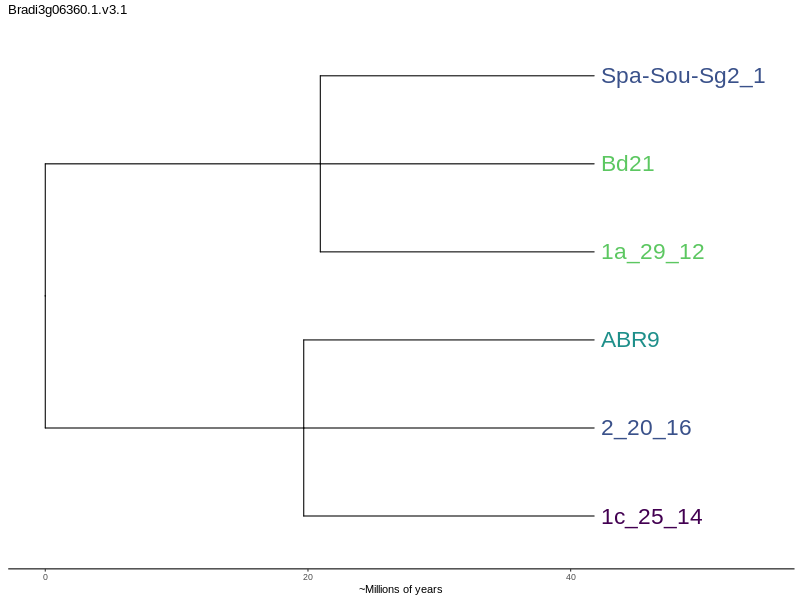 Bradi3g06360.1.v3.1
Spa-Sou-Sg2_1
Bd21
1a_29_12
ABR9
2_20_16
1c_25_14
0 20 40
~Millions of years